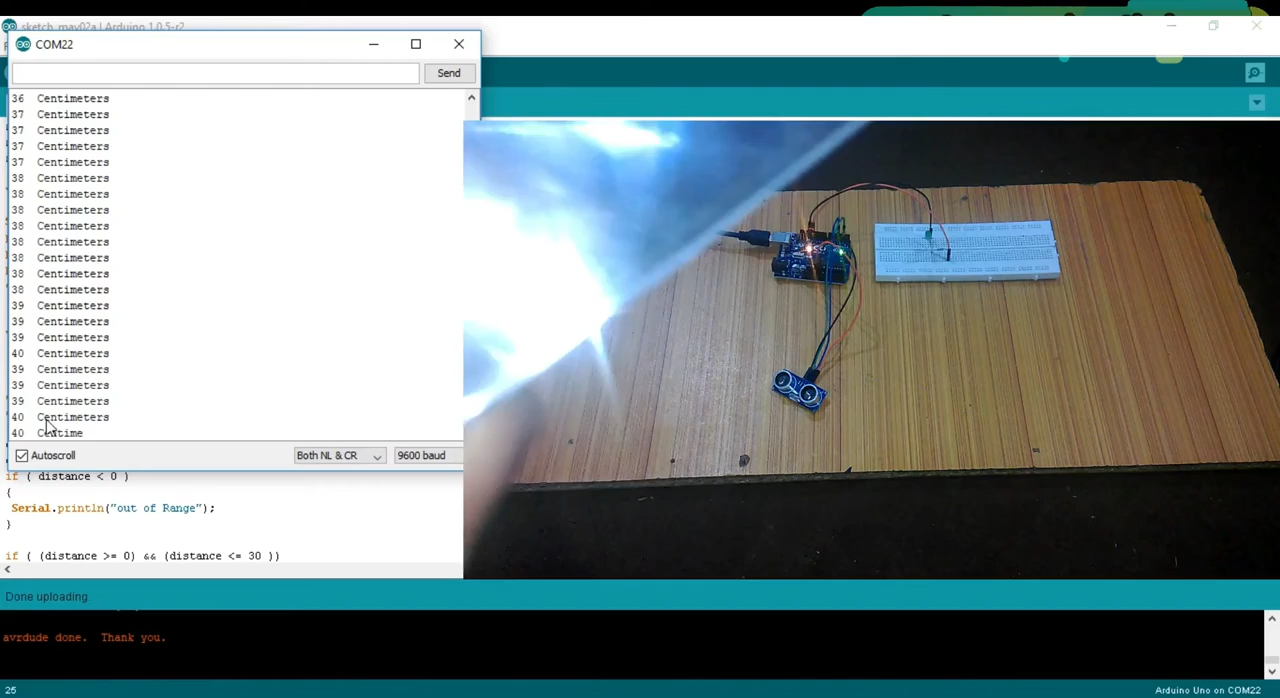 sketch_may02a | Arduino 1.0.5-r2
COM22
Send
36 Centimeters
37 Centimeters
37 Centimeters
37 Centimeters
37 Centimeters
38 Centimeters
38 Centimeters
38 Centimeters
38 Centimeters
38 Centimeters
38 Centimeters
38 Centimeters
38 Centimeters
39 Centimeters
39 Centimeters
39 Centimeters
40 Centimeters
39 Centimeters
39 Centimeters
39 Centimeters
40 Centimeters
40 Centime
Autoscroll
Both NL & CR
9600 baud
if ( distance < 0 )
{
Serial.println("out of Range");
}
if ( (distance >= 0) && (distance <= 30 ))
Done uploading.
avrdude done. Thank you.
25
Arduino Uno on COM22